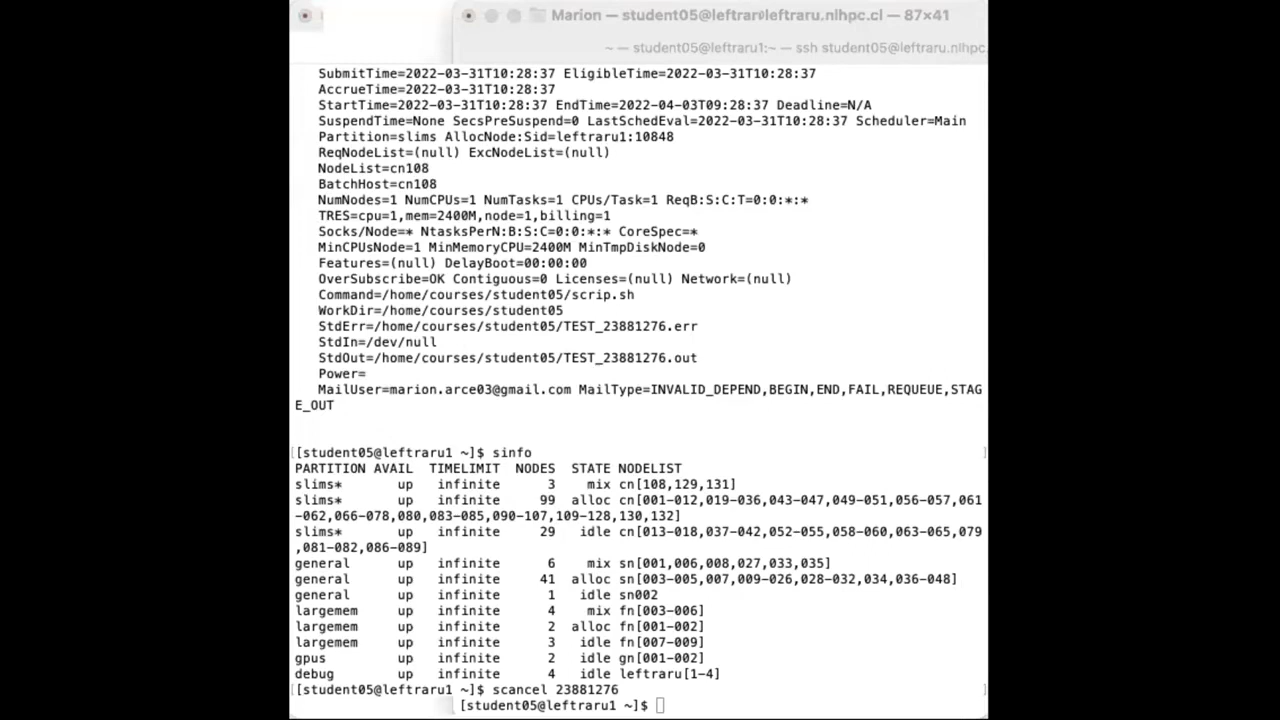 Marion — student05@leftraru1:~ — ssh student05@leftraru.nlhpc.cl — 87×41
~ — student05@leftraru1:~ — ssh student05@leftraru.nlhpc.
SubmitTime=2022-03-31T10:28:37 EligibleTime=2022-03-31T10:28:37
AccrueTime=2022-03-31T10:28:37
StartTime=2022-03-31T10:28:37 EndTime=2022-04-03T09:28:37 Deadline=N/A
SuspendTime=None SecsPreSuspend=0 LastSchedEval=2022-03-31T10:28:37 Scheduler=Main
Partition=slims AllocNode:Sid=leftraru1:10848
ReqNodeList=(null) ExcNodeList=(null)
NodeList=cn108
BatchHost=cn108
NumNodes=1 NumCPUs=1 NumTasks=1 CPUs/Task=1 ReqB:S:C:T=0:0:*:*
TRES=cpu=1,mem=2400M,node=1,billing=1
Socks/Node=* NtasksPerN:B:S:C=0:0:*:* CoreSpec=*
MinCPUsNode=1 MinMemoryCPU=2400M MinTmpDiskNode=0
Features=(null) DelayBoot=00:00:00
OverSubscribe=OK Contiguous=0 Licenses=(null) Network=(null)
Command=/home/courses/student05/scrip.sh
WorkDir=/home/courses/student05
StdErr=/home/courses/student05/TEST_23881276.err
StdIn=/dev/null
StdOut=/home/courses/student05/TEST_23881276.out
Power=
MailUser=marion.arce03@gmail.com MailType=INVALID_DEPEND,BEGIN,END,FAIL,REQUEUE,STAG
E_OUT
[[student05@leftraru1 ~]$ sinfo ]
PARTITION AVAIL  TIMELIMIT  NODES  STATE NODELIST
slims*       up   infinite      3    mix cn[108,129,131]
slims*       up   infinite     99  alloc cn[001-012,019-036,043-047,049-051,056-057,061
-062,066-078,080,083-085,090-107,109-128,130,132]
slims*       up   infinite     29   idle cn[013-018,037-042,052-055,058-060,063-065,079
,081-082,086-089]
general      up   infinite      6    mix sn[001,006,008,027,033,035]
general      up   infinite     41  alloc sn[003-005,007,009-026,028-032,034,036-048]
general      up   infinite      1   idle sn002
largemem     up   infinite      4    mix fn[003-006]
largemem     up   infinite      2  alloc fn[001-002]
largemem     up   infinite      3   idle fn[007-009]
gpus         up   infinite      2   idle gn[001-002]
debug        up   infinite      4   idle leftraru[1-4]
[[student05@leftraru1 ~]$ scancel 23881276 ]
[student05@leftraru1 ~]$